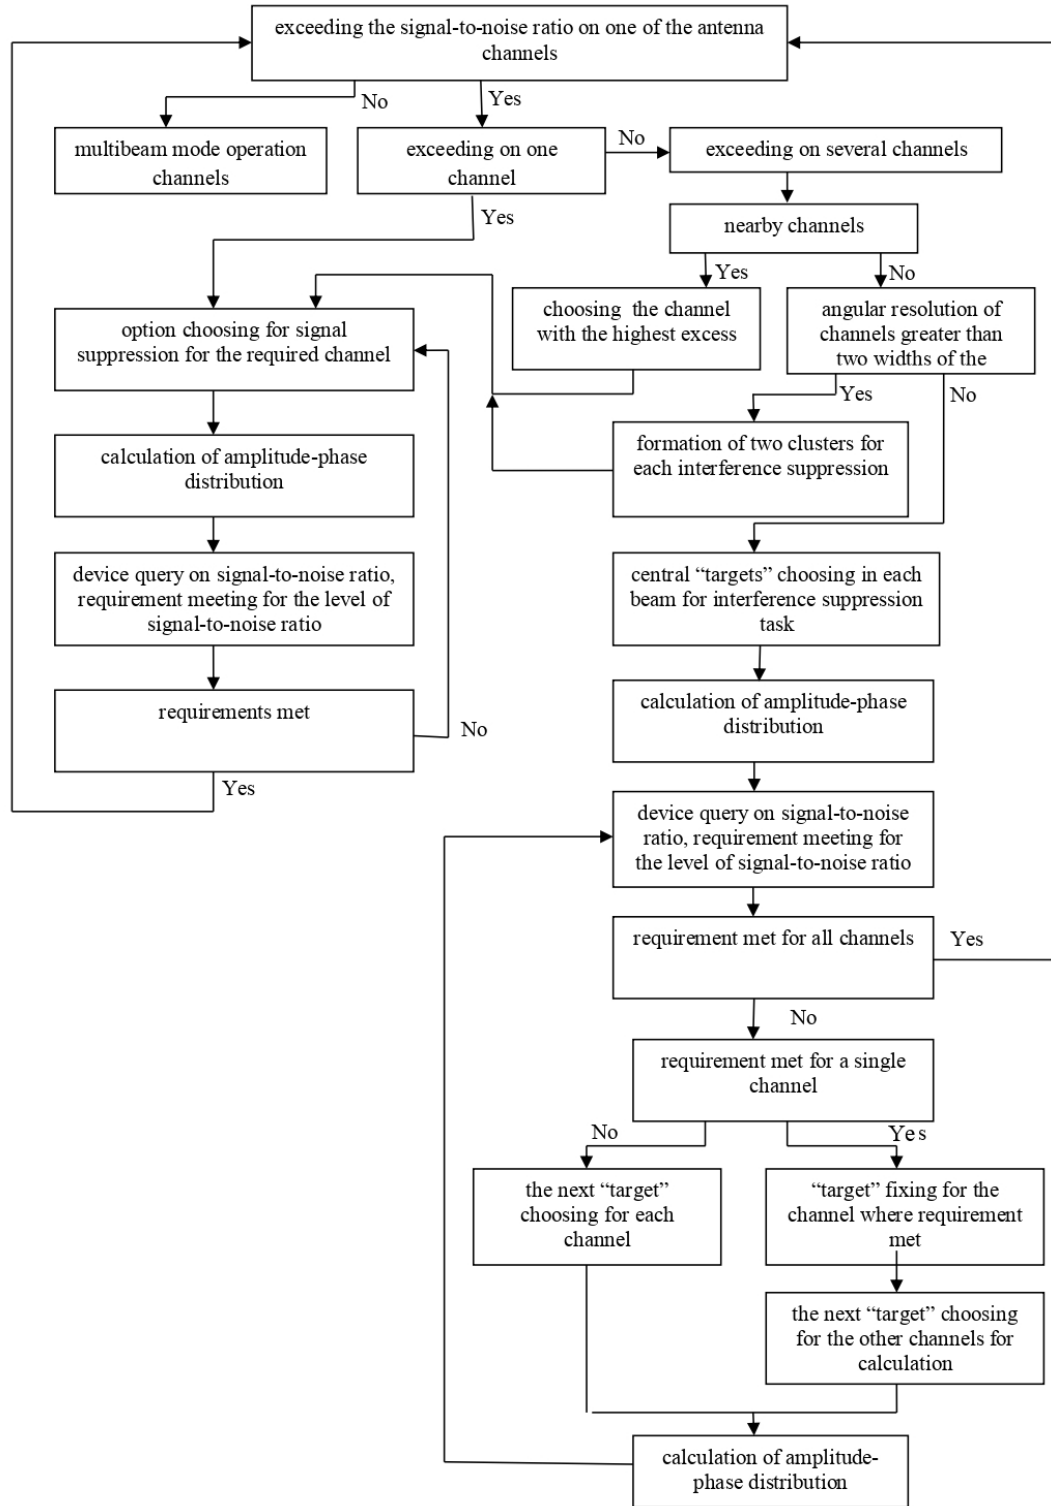 exceeding the signal-to-noise ratio on one of the antenna
channels
No
Yes
multibeam mode operation
channels
exceeding on one
channel
No
exceeding on several channels
Yes
nearby channels
Yes
No
choosing the channel
with the highest excess
angular resolution of
channels greater than
two widths of the
option choosing for signal
suppression for the required channel
Yes
No
formation of two clusters for
each interference suppression
calculation of amplitude-phase
distribution
device query on signal-to-noise ratio,
requirement meeting for the level of
signal-to-noise ratio
central “targets” choosing in each
beam for interference suppression
task
requirements met
No
Yes
calculation of amplitude-phase
distribution
device query on signal-to-noise
ratio, requirement meeting for
the level of signal-to-noise ratio
requirement met for all channels
Yes
No
requirement met for a single
channel
No
Yes
the next “target”
choosing for each
channel
“target” fixing for the
channel where requirement
met
the next “target” choosing
for the other channels for
calculation
calculation of amplitude-
phase distribution